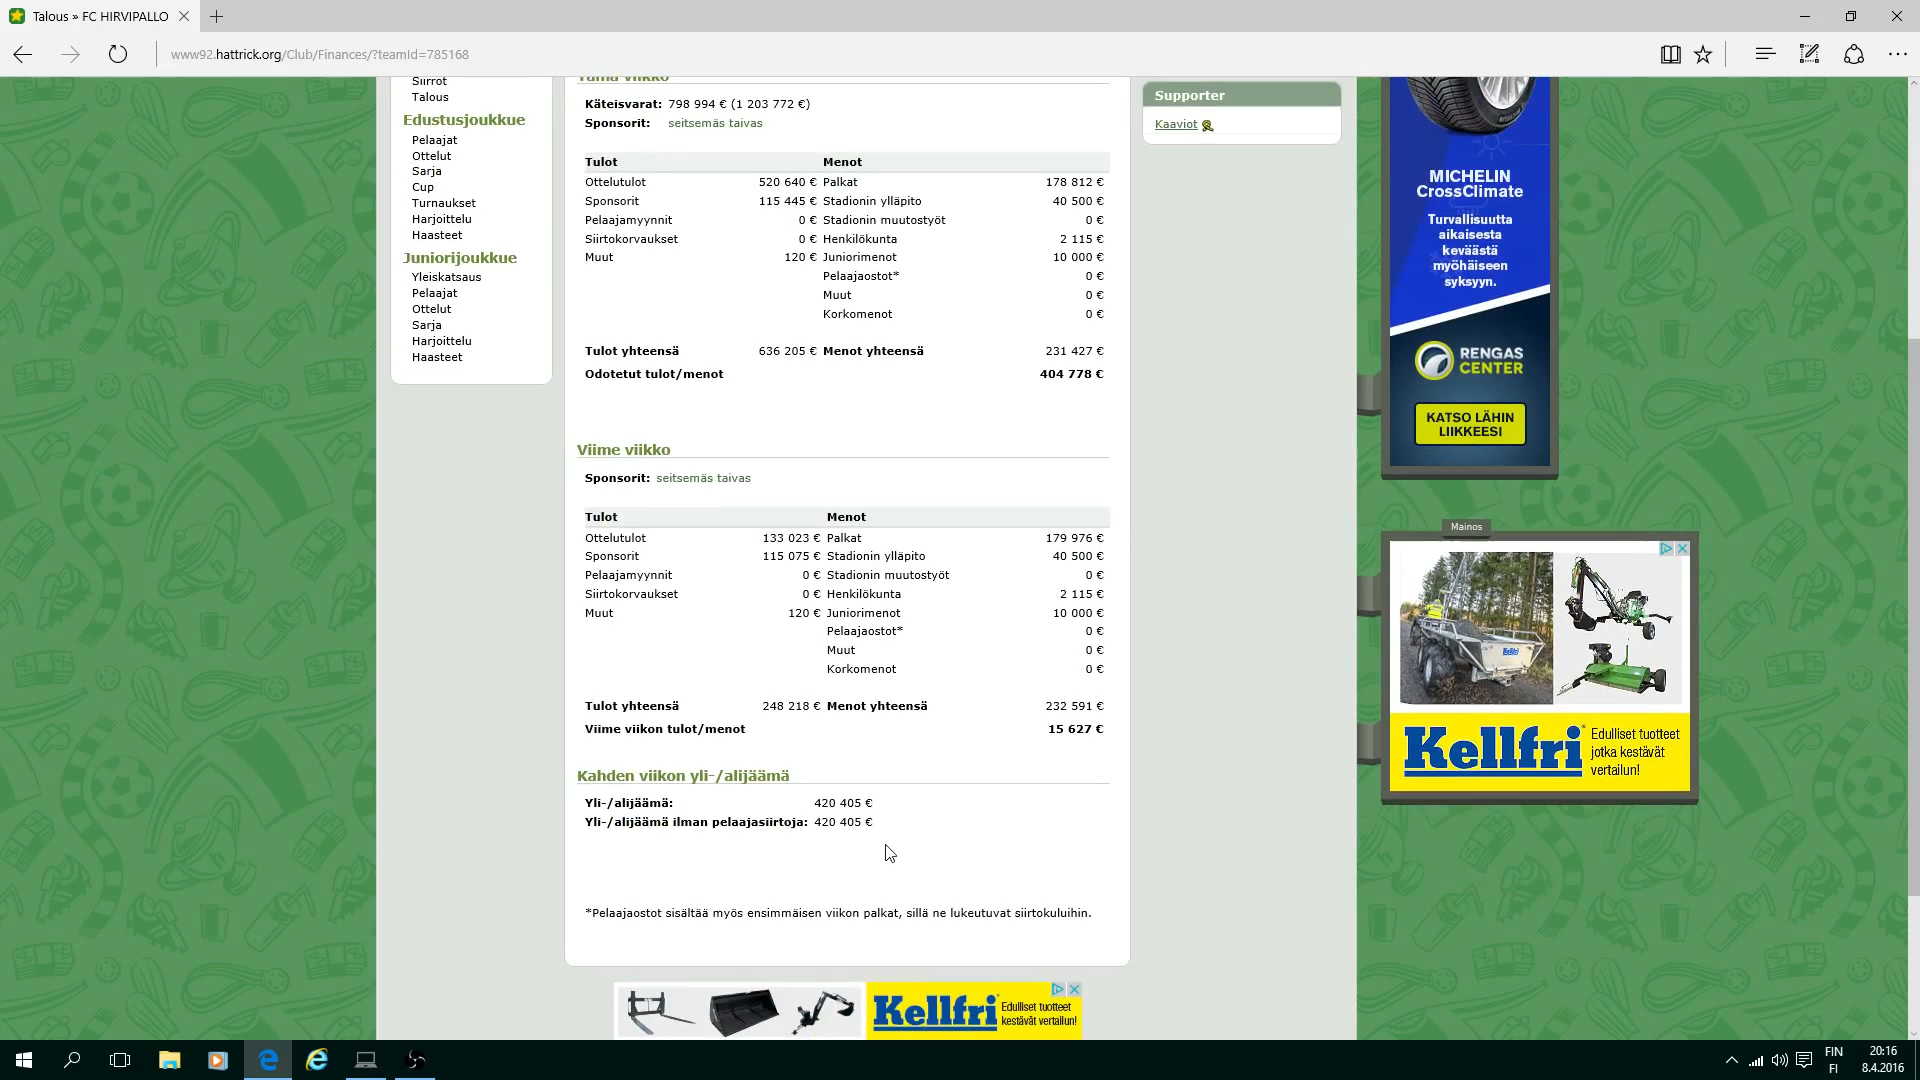 Talous » FC HIRVIPALLO
www92.hattrick.org/Club/Finances/?teamId=785168
Siirrot
Talous
Edustusjoukkue
Pelaajat
Ottelut
Sarja
Cup
Turnaukset
Harjoittelu
Haasteet
Juniorijoukkue
Yleiskatsaus
Pelaajat
Ottelut
Sarja
Harjoittelu
Haasteet
Tämä viikko
Käteisvarat: 798 994 € (1 203 772 €)
Sponsorit: seitsemäs taivas
Tulot Menot
Ottelutulot 520 640 € Palkat 178 812 €
Sponsorit 115 445 € Stadionin ylläpito 40 500 €
Pelaajamyynnit 0 € Stadionin muutostyöt 0 €
Siirtokorvaukset 0 € Henkilökunta 2 115 €
Muut 120 € Juniorimenot 10 000 €
Pelaajaostot* 0 €
Muut 0 €
Korkomenot 0 €
Tulot yhteensä 636 205 € Menot yhteensä 231 427 €
Odotetut tulot/menot 404 778 €
Viime viikko
Sponsorit: seitsemäs taivas
Tulot Menot
Ottelutulot 133 023 € Palkat 179 976 €
Sponsorit 115 075 € Stadionin ylläpito 40 500 €
Pelaajamyynnit 0 € Stadionin muutostyöt 0 €
Siirtokorvaukset 0 € Henkilökunta 2 115 €
Muut 120 € Juniorimenot 10 000 €
Pelaajaostot* 0 €
Muut 0 €
Korkomenot 0 €
Tulot yhteensä 248 218 € Menot yhteensä 232 591 €
Viime viikon tulot/menot 15 627 €
Kahden viikon yli-/alijäämä
Yli-/alijäämä: 420 405 €
Yli-/alijäämä ilman pelaajasiirtoja: 420 405 €
*Pelaajaostot sisältää myös ensimmäisen viikon palkat, sillä ne lukeutuvat siirtokuluihin.
Supporter
Kaaviot
MICHELIN
CrossClimate
Turvallisuutta
aikaisesta
keväästä
myöhäiseen
syksyyn.
RENGAS
CENTER
KATSO LÄHIN
LIIKKEESI
Mainos
Kellfri
Edulliset tuotteet
jotka kestävät
vertailun!
Kellfri
Edulliset tuotteet
kestävät vertailun!
FIN
FI
20:16
8.4.2016